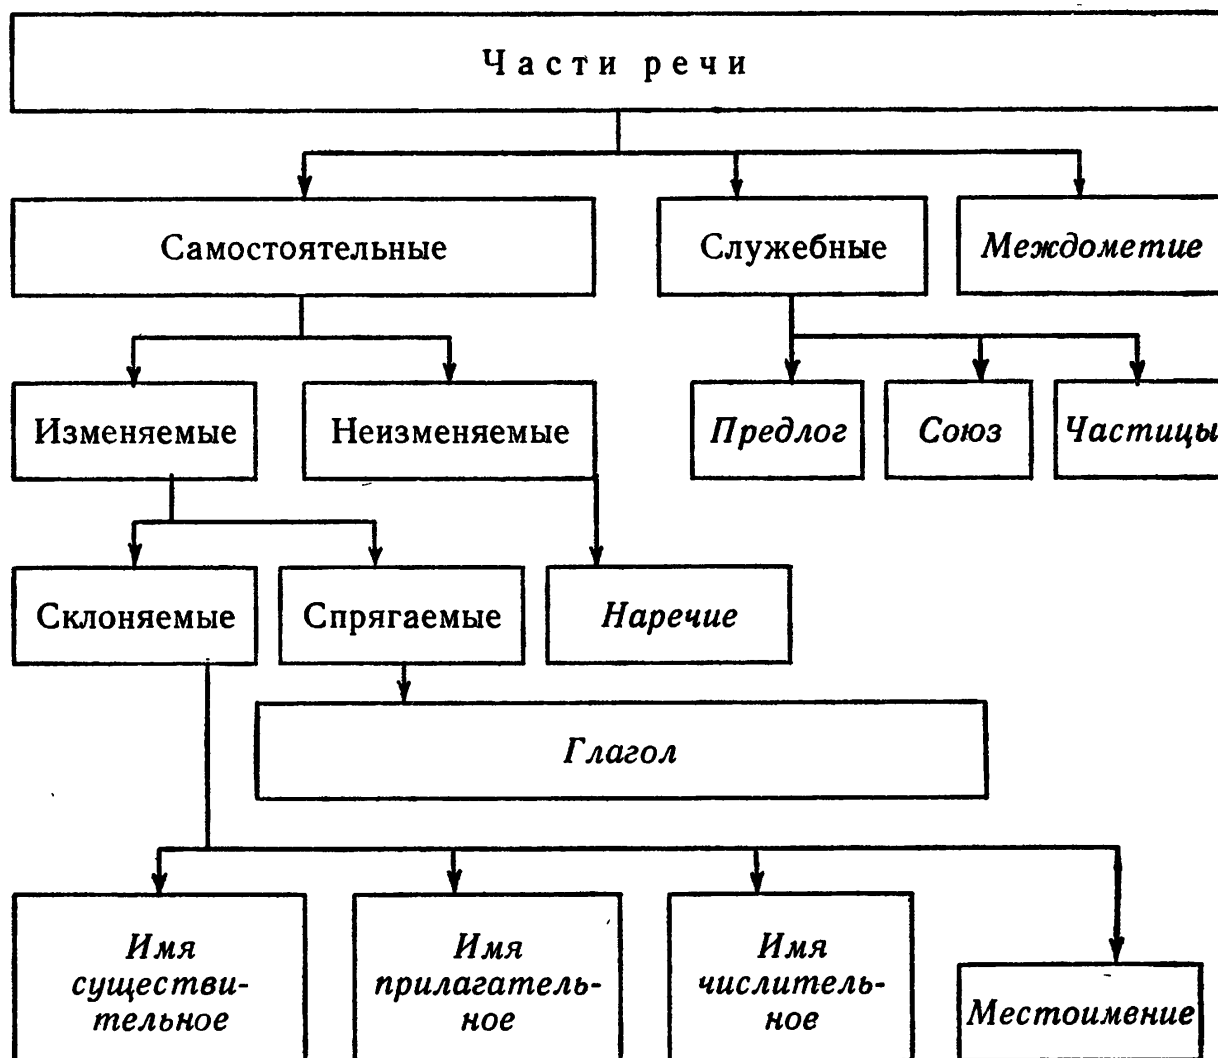 Части речи
Самостоятельные
Служебные
Междометие
Изменяемые
Неизменяемые
Предлог
Союз
Частицы
Склоняемые
Спрягаемые
Наречие
Глагол
Имя
существи-
тельное
Имя
прилагатель-
ное
Имя
числитель-
ное
Местоимвние